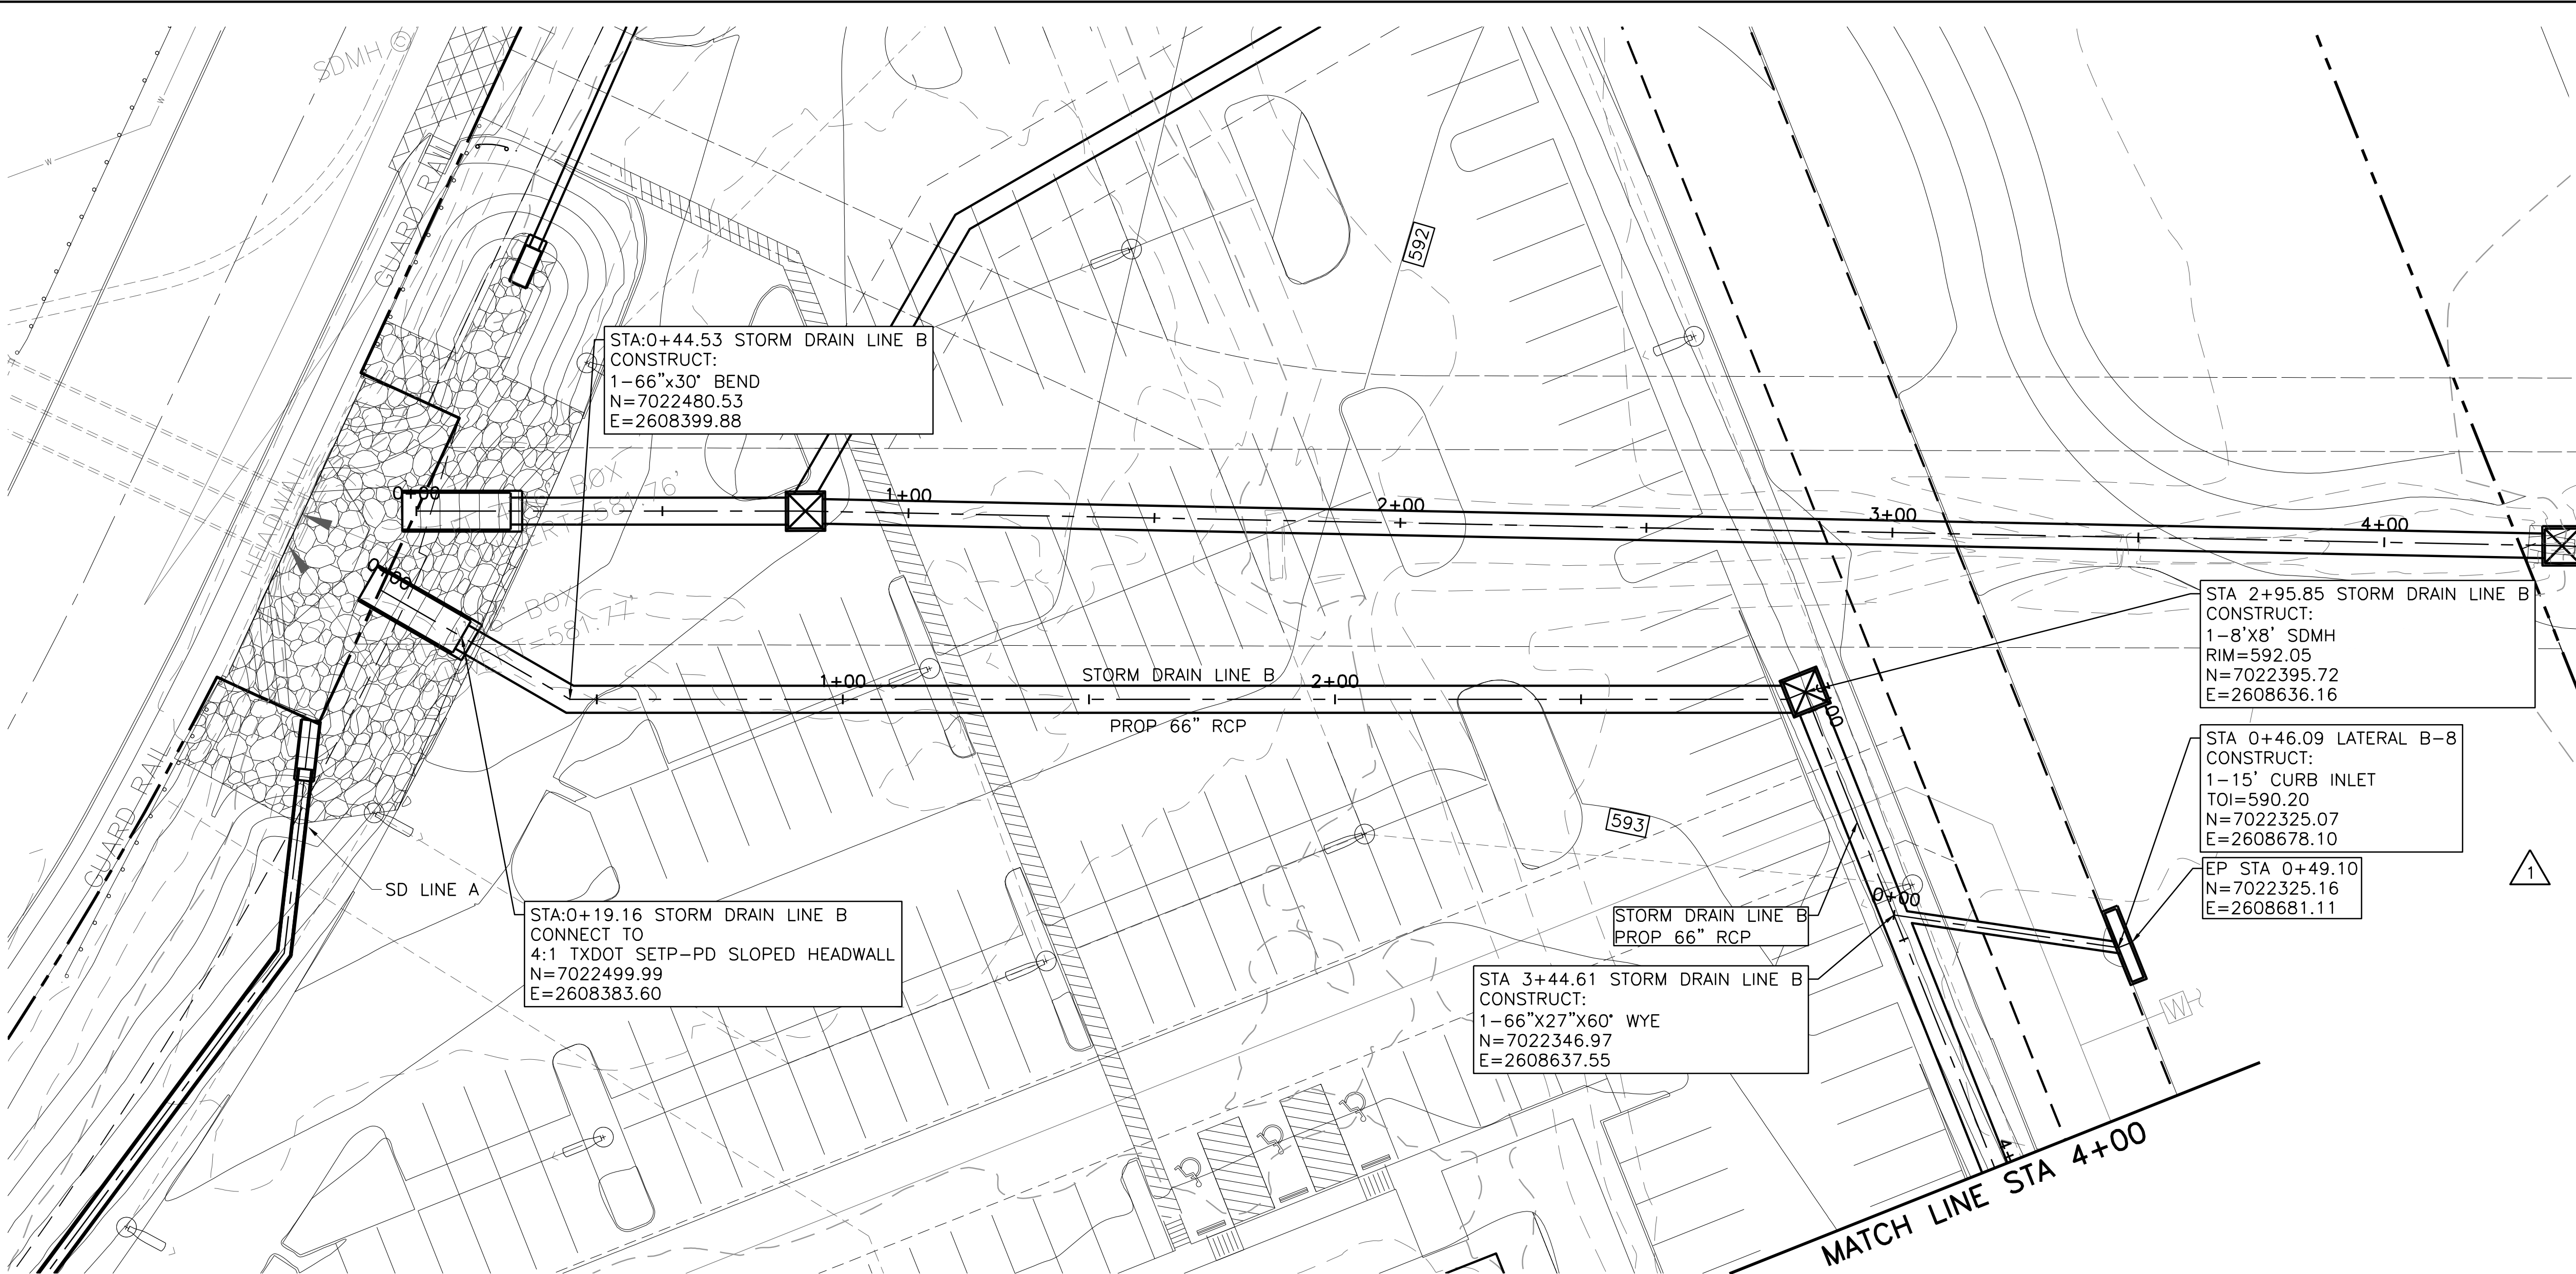 SDMH
GUARD RAIL
W
W
592
STA:0+44.53 STORM DRAIN LINE B
CONSTRUCT:
1-66"x30° BEND
N=7022480.53
E=2608399.88
BOX
581.76'
HEADWALL
0+00
1+00
2+00
3+00
4+00
0+00
BOX
581.77'
STA 2+95.85 STORM DRAIN LINE B
CONSTRUCT:
1-8'X8' SDMH
RIM=592.05
N=7022395.72
E=2608636.16
STORM DRAIN LINE B
1+00
2+00
PROP 66" RCP
STA 0+46.09 LATERAL B-8
CONSTRUCT:
1-15' CURB INLET
TOI=590.20
N=7022325.07
E=2608678.10
593
GUARD RAIL
EP STA 0+49.10
N=7022325.16
E=2608681.11
1
SD LINE A
0+00
STA:0+19.16 STORM DRAIN LINE B
CONNECT TO
4:1 TXDOT SETP-PD SLOPED HEADWALL
N=7022499.99
E=2608383.60
STORM DRAIN LINE B
PROP 66" RCP
STA 3+44.61 STORM DRAIN LINE B
CONSTRUCT:
1-66"X27"X60° WYE
N=7022346.97
E=2608637.55
W
MATCH LINE STA 4+00